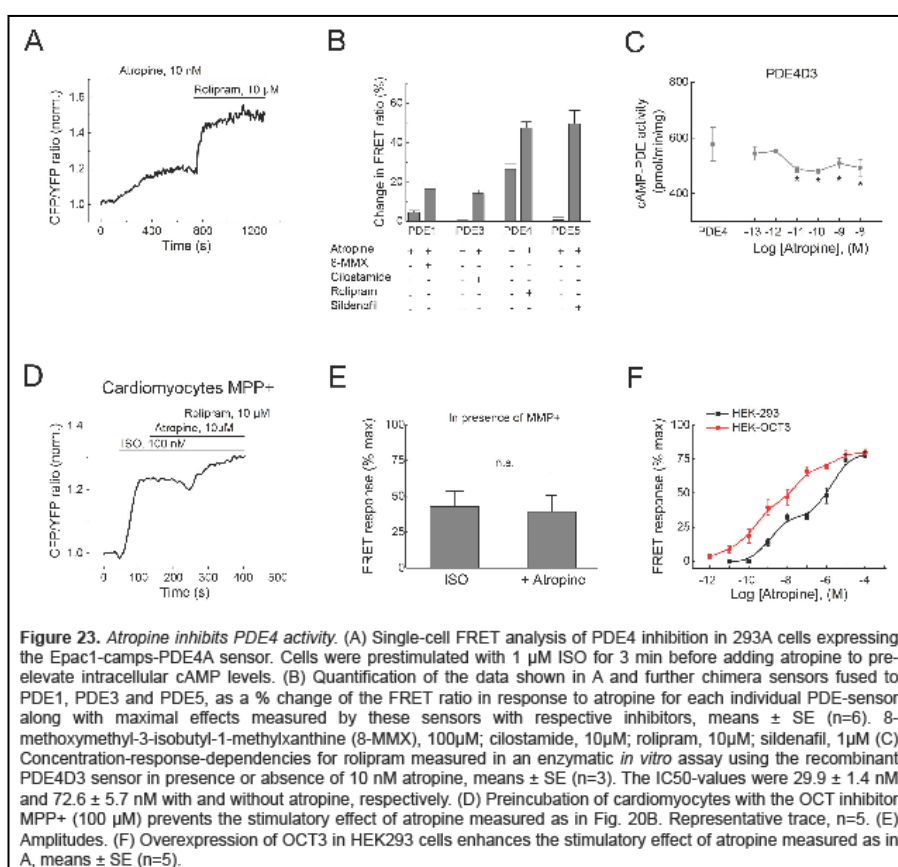 A
Atropine, 10 nM
Rolipram, 10 µM
CFP/YFP ratio (norm.)
1.6
1.4
1.2
1.0
0 400 800 1200
Time (s)
B
Change in FRET ratio (%)
60
40
20
0
PDE1 PDE3 PDE4 PDE5
Atropine + + – + – + + +
8-MMX - + - - - - - -
Cilostamide - - - + - - - -
Rolipram - - - - - + - -
Sildenafil - - - - - - - +
C
PDE4D3
cAMP-PDE activity
(pmol/min/mg)
800
600
400
* * * *
PDE4 -13 -12 -11 -10 -9 -8
Log [Atropine], (M)
D
Cardiomyocytes MPP+
Rolipram, 10 µM
Atropine, 10µM
ISO, 100 nM
CFP/YFP ratio (norm.)
1.4
1.2
1.0
0 100 200 300 400 500
Time (s)
E
In presence of MMP+
n.s.
FRET response (% max)
100
75
50
25
0
ISO + Atropine
F
HEK-293
HEK-OCT3
FRET response (% max)
100
75
50
25
0
-12 -10 -8 -6 -4
Log [Atropine], (M)
Figure 23. Atropine inhibits PDE4 activity. (A) Single-cell FRET analysis of PDE4 inhibition in 293A cells expressing
the Epac1-camps-PDE4A sensor. Cells were prestimulated with 1 µM ISO for 3 min before adding atropine to pre-
elevate intracellular cAMP levels. (B) Quantification of the data shown in A and further chimera sensors fused to
PDE1, PDE3 and PDE5, as a % change of the FRET ratio in response to atropine for each individual PDE-sensor
along with maximal effects measured by these sensors with respective inhibitors, means ± SE (n=6). 8-
methoxymethyl-3-isobutyl-1-methylxanthine (8-MMX), 100µM; cilostamide, 10µM; rolipram, 10µM; sildenafil, 1µM (C)
Concentration-response-dependencies for rolipram measured in an enzymatic in vitro assay using the recombinant
PDE4D3 sensor in presence or absence of 10 nM atropine, means ± SE (n=3). The IC50-values were 29.9 ± 1.4 nM
and 72.6 ± 5.7 nM with and without atropine, respectively. (D) Preincubation of cardiomyocytes with the OCT inhibitor
MPP+ (100 µM) prevents the stimulatory effect of atropine measured as in Fig. 20B. Representative trace, n=5. (E)
Amplitudes. (F) Overexpression of OCT3 in HEK293 cells enhances the stimulatory effect of atropine measured as in
A, means ± SE (n=5).